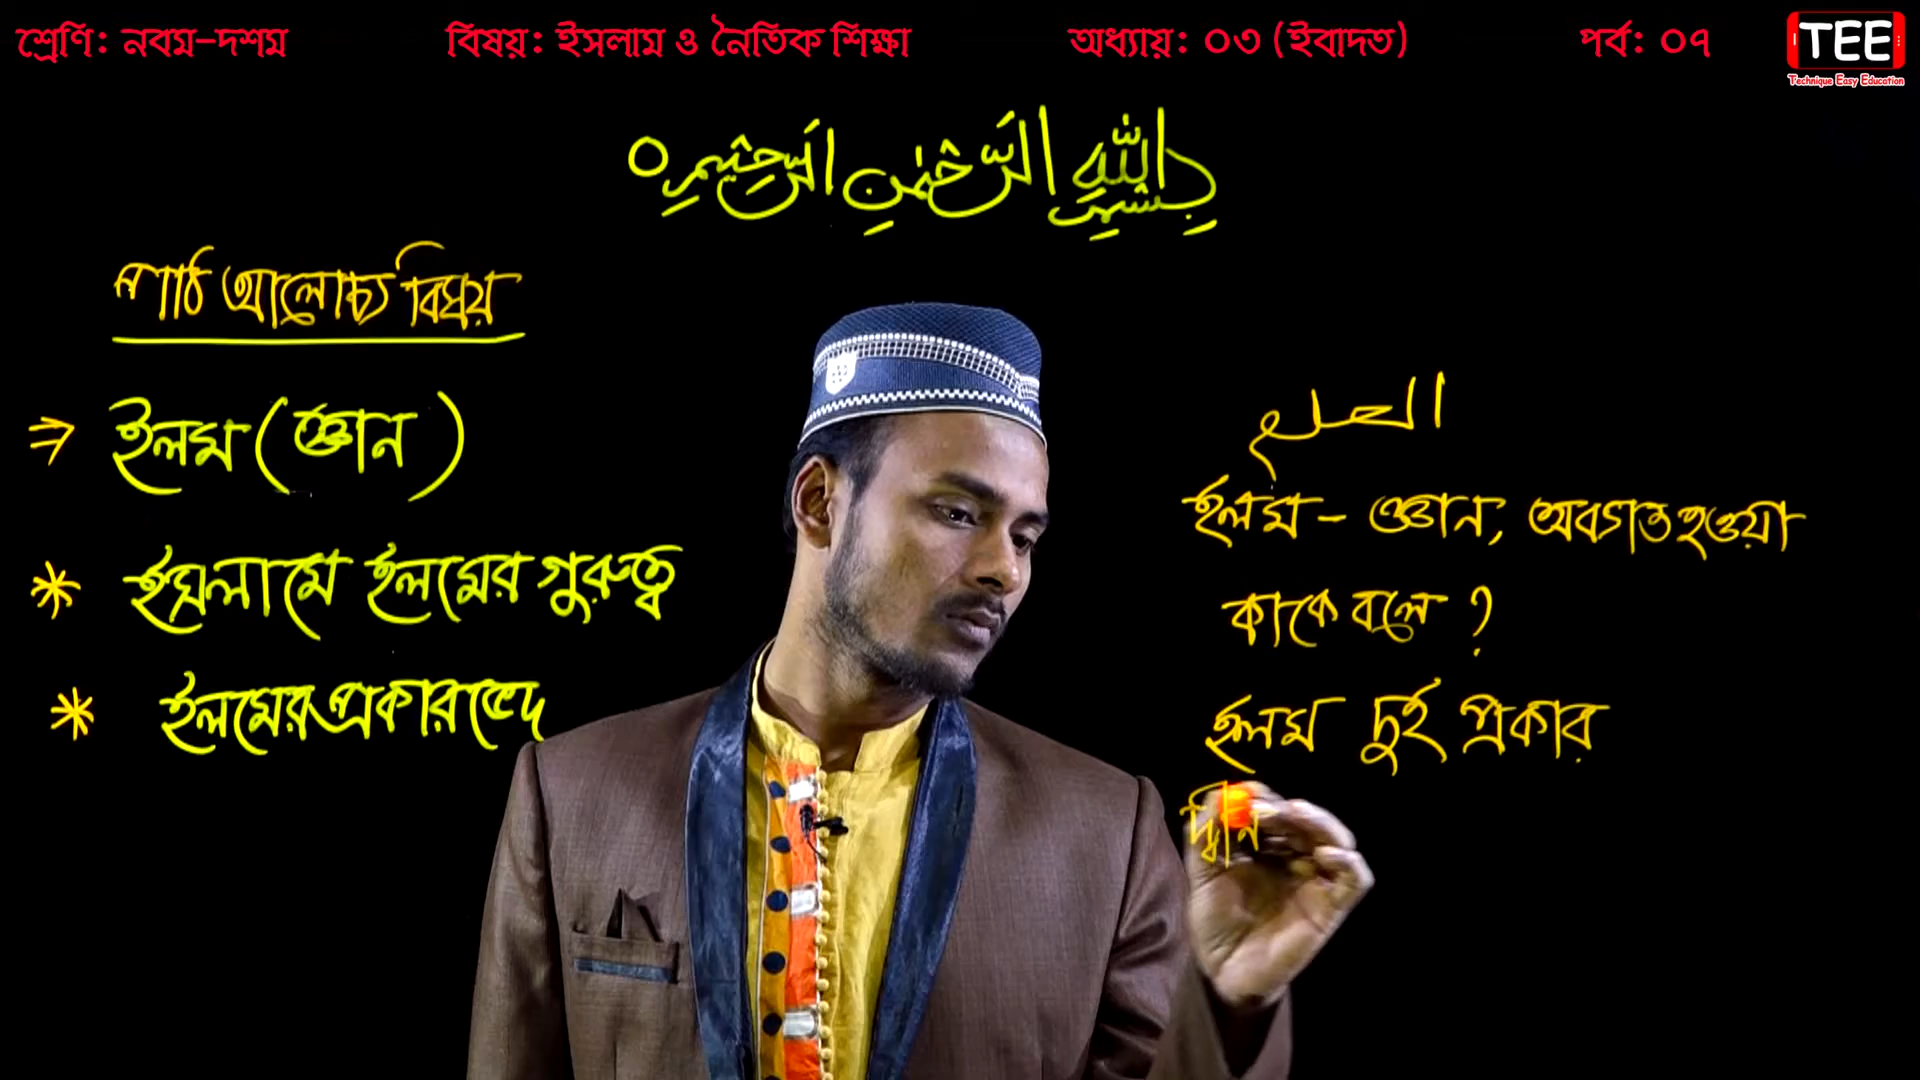 শ্রেণি: নবম-দশম বিষয়: ইসলাম ও নৈতিক শিক্ষা অধ্যায়: ০৩ (ইবাদত) পর্ব: ০৭
TEE
Technique Easy Education
بِسْمِ اللّٰهِ الرَّحْمٰنِ الرَّحِيْمِ ○
পাঠ আলোচ্য বিষয়
⇒ ইলম (জ্ঞান)
* ইসলামে ইলমের গুরুত্ব
* ইলমের প্রকারভেদ
العلم
ইলম - জ্ঞান, অবগত হওয়া
কাকে বলে ?
ইলম দুই প্রকার
দ্বীন